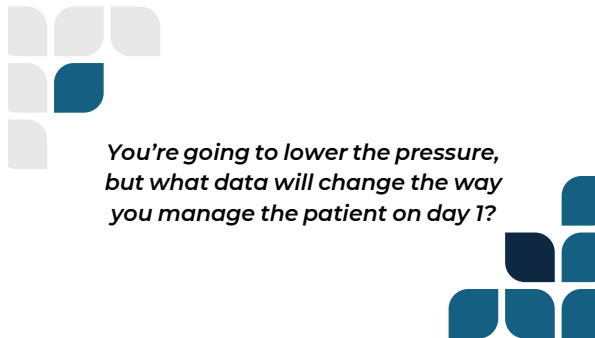 You’re going to lower the pressure,
but what data will change the way
you manage the patient on day 1?